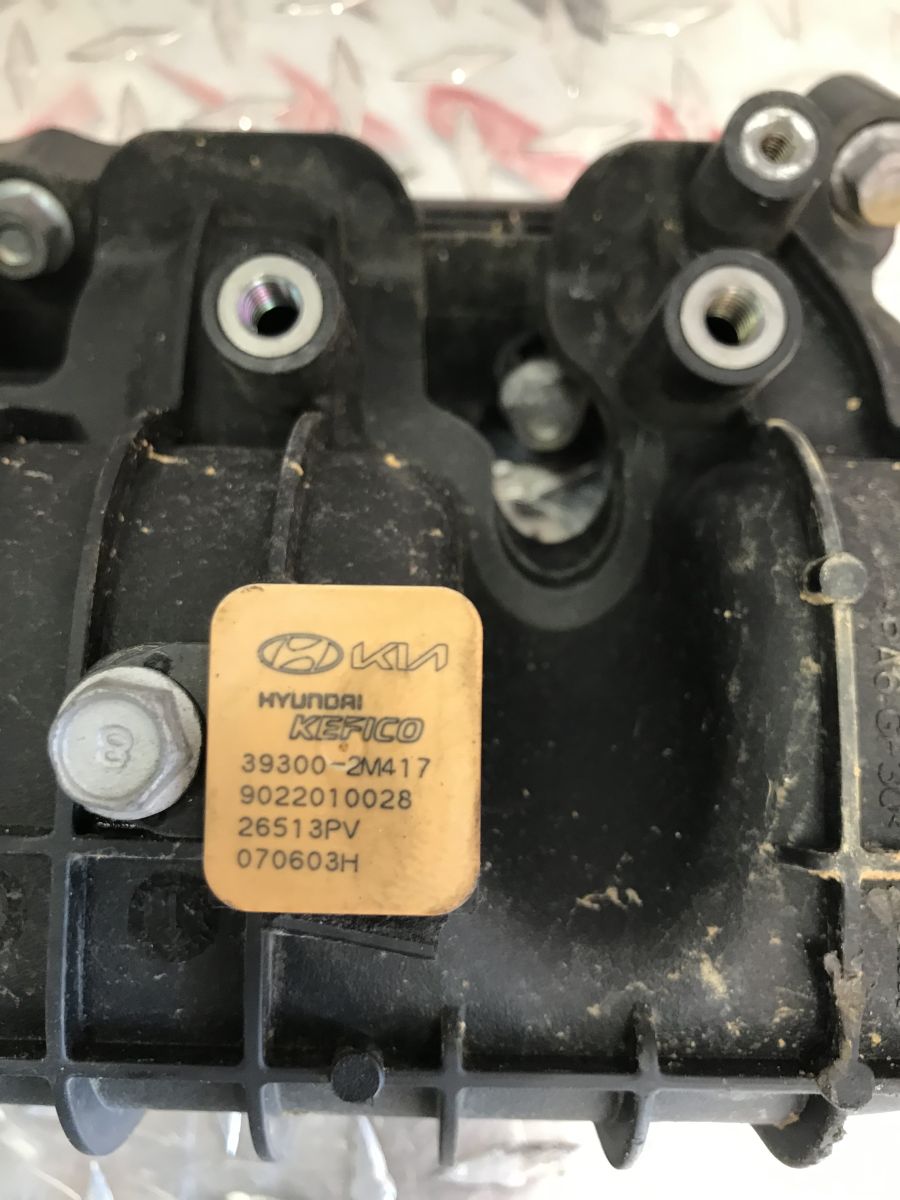 KIA
HYUNDAI
KEFICO
39300-2M417
9022010028
26513PV
070603H
8